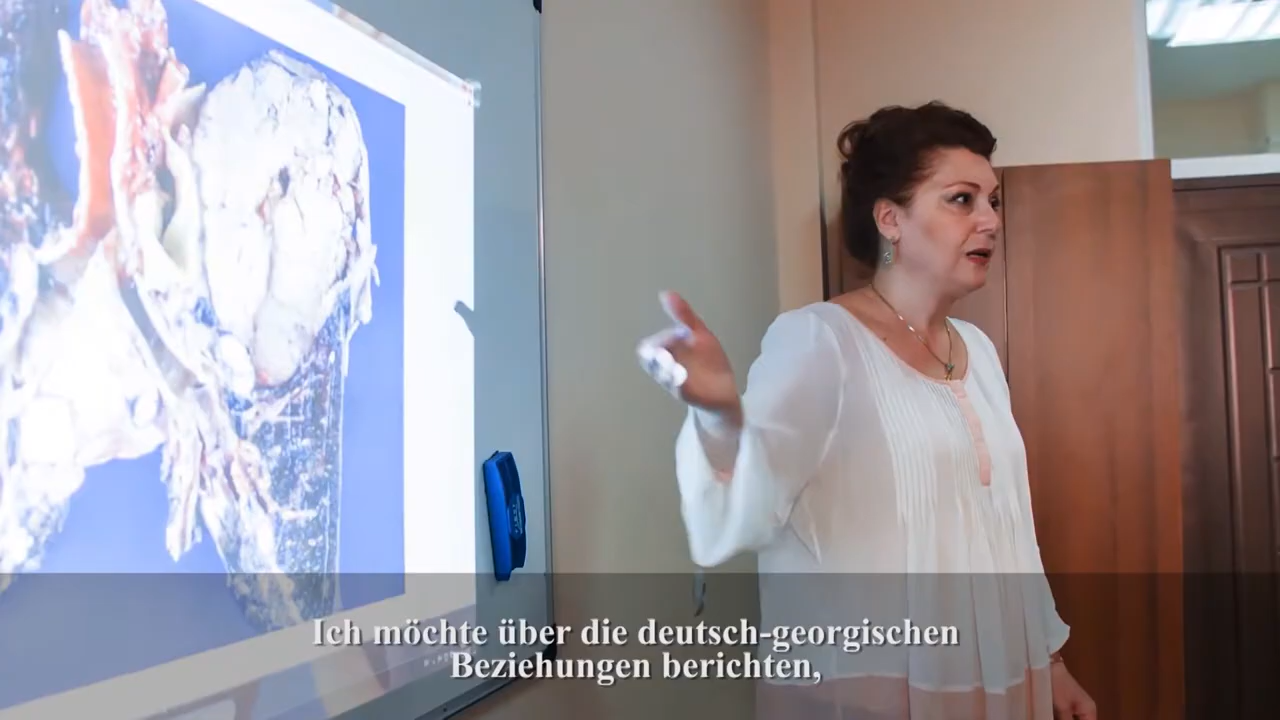 Ich möchte über die deutsch-georgischen
Beziehungen berichten,